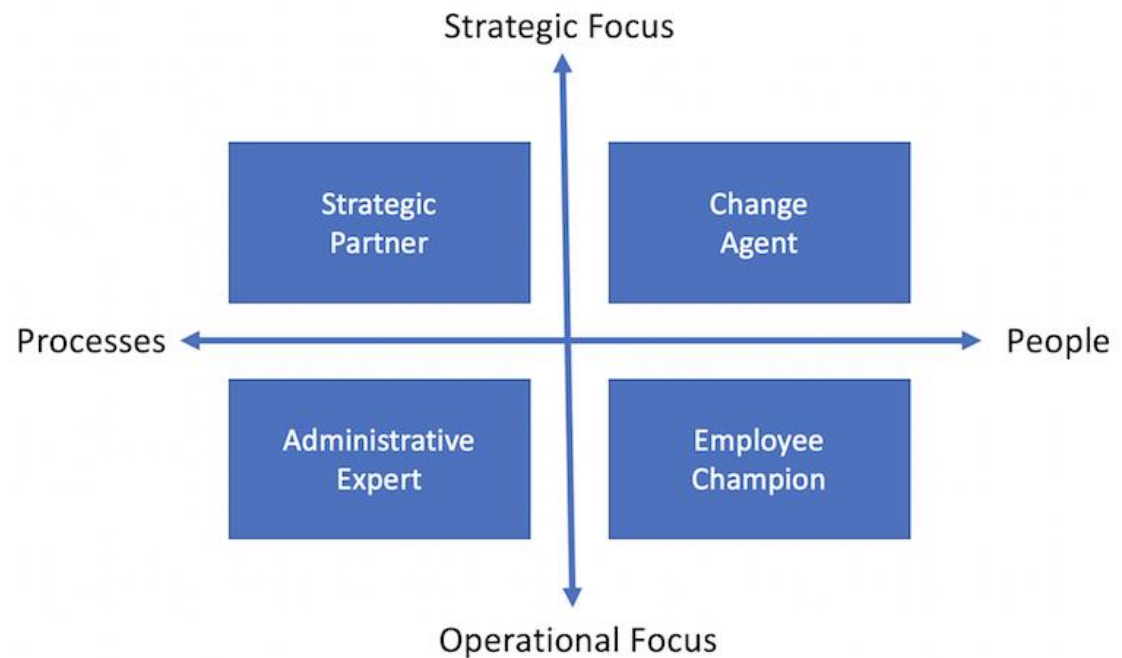 Strategic Focus
Strategic
Partner
Change
Agent
Processes
People
Administrative
Expert
Employee
Champion
Operational Focus